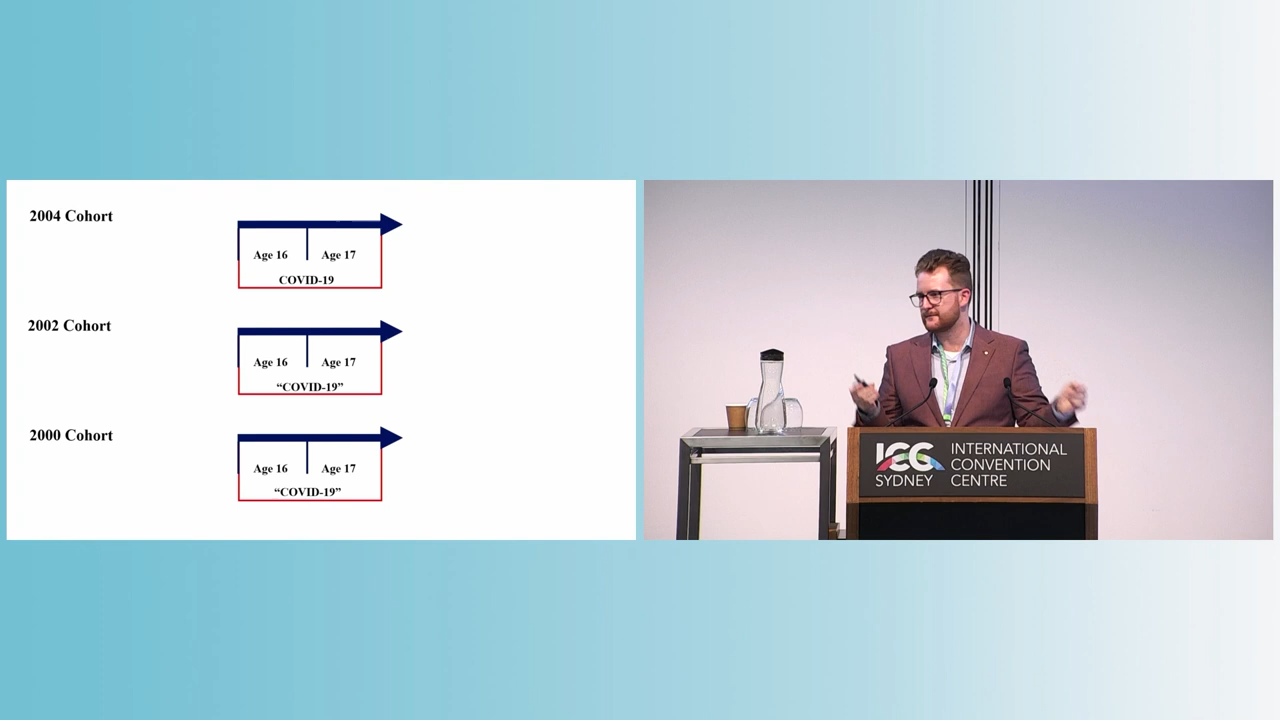 2004 Cohort
Age 16 Age 17
COVID-19
2002 Cohort
Age 16 Age 17
“COVID-19”
2000 Cohort
Age 16 Age 17
“COVID-19”
ICC
SYDNEY
INTERNATIONAL
CONVENTION
CENTRE